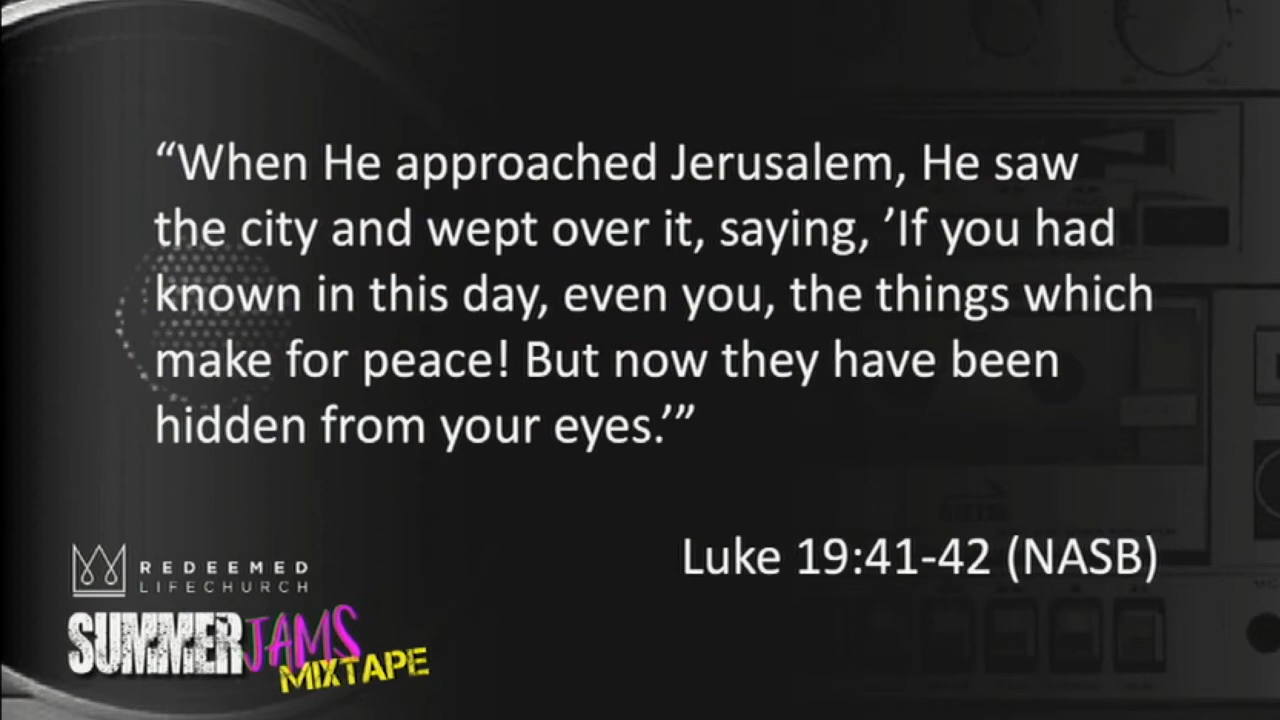 “When He approached Jerusalem, He saw
the city and wept over it, saying, ’If you had
known in this day, even you, the things which
make for peace! But now they have been
hidden from your eyes.’”
Luke 19:41-42 (NASB)
REDEEMED
LIFECHURCH
SUMMER JAMS
MIXTAPE